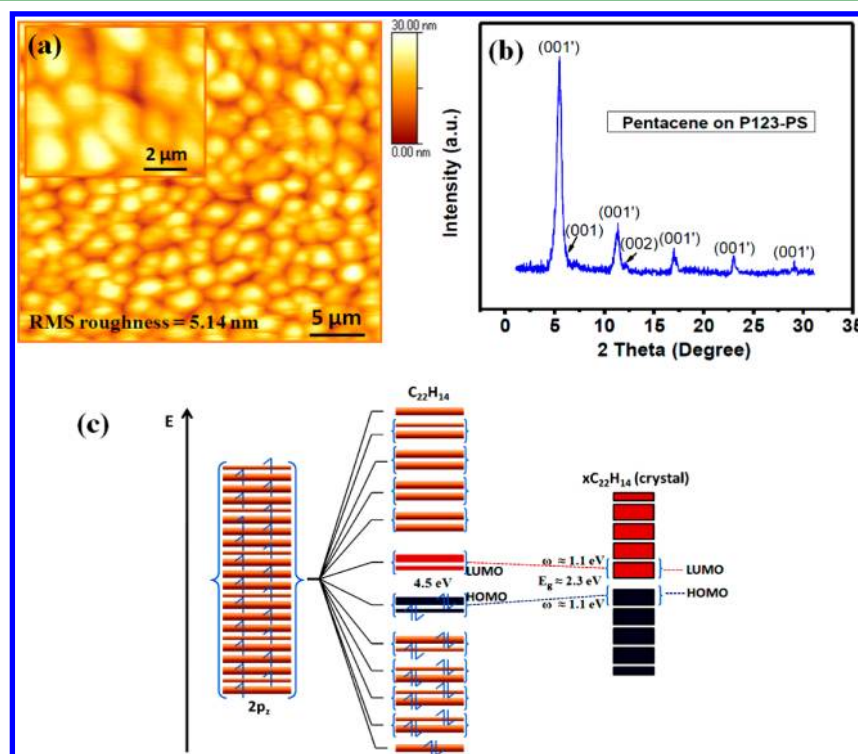 (a)
30.00 nm
0.00 nm
2 µm
RMS roughness = 5.14 nm
5 µm
(b)
Intensity (a.u.)
(001')
Pentacene on P123-PS
(001)
(001')
(002)
(001')
(001')
(001')
0 5 10 15 20 25 30 35
2 Theta (Degree)
(c)
E
2pz
C22H14
LUMO
4.5 eV
HOMO
xC22H14 (crystal)
ω ≈ 1.1 eV
LUMO
Eg ≈ 2.3 eV
HOMO
ω ≈ 1.1 eV